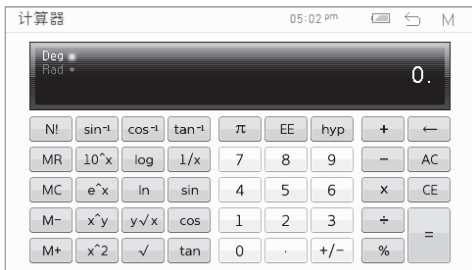 计算器 05:02 pm M
Deg
Rad
0.
N! sin⁻¹ cos⁻¹ tan⁻¹ π EE hyp + ←
MR 10^x log 1/x 7 8 9 − AC
MC e^x ln sin 4 5 6 × CE
M− x^y y√x cos 1 2 3 ÷ =
M+ x^2 √ tan 0 · +/− %